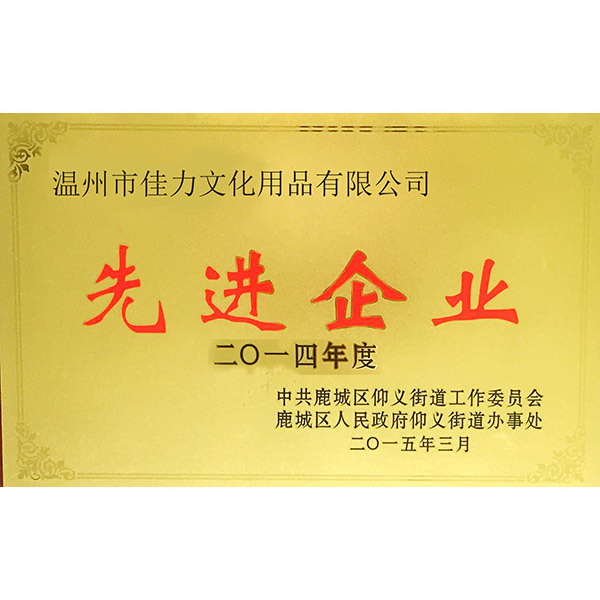 温州市佳力文化用品有限公司
先进企业
二〇一四年度
中共鹿城区仰义街道工作委员会
鹿城区人民政府仰义街道办事处
二〇一五年三月